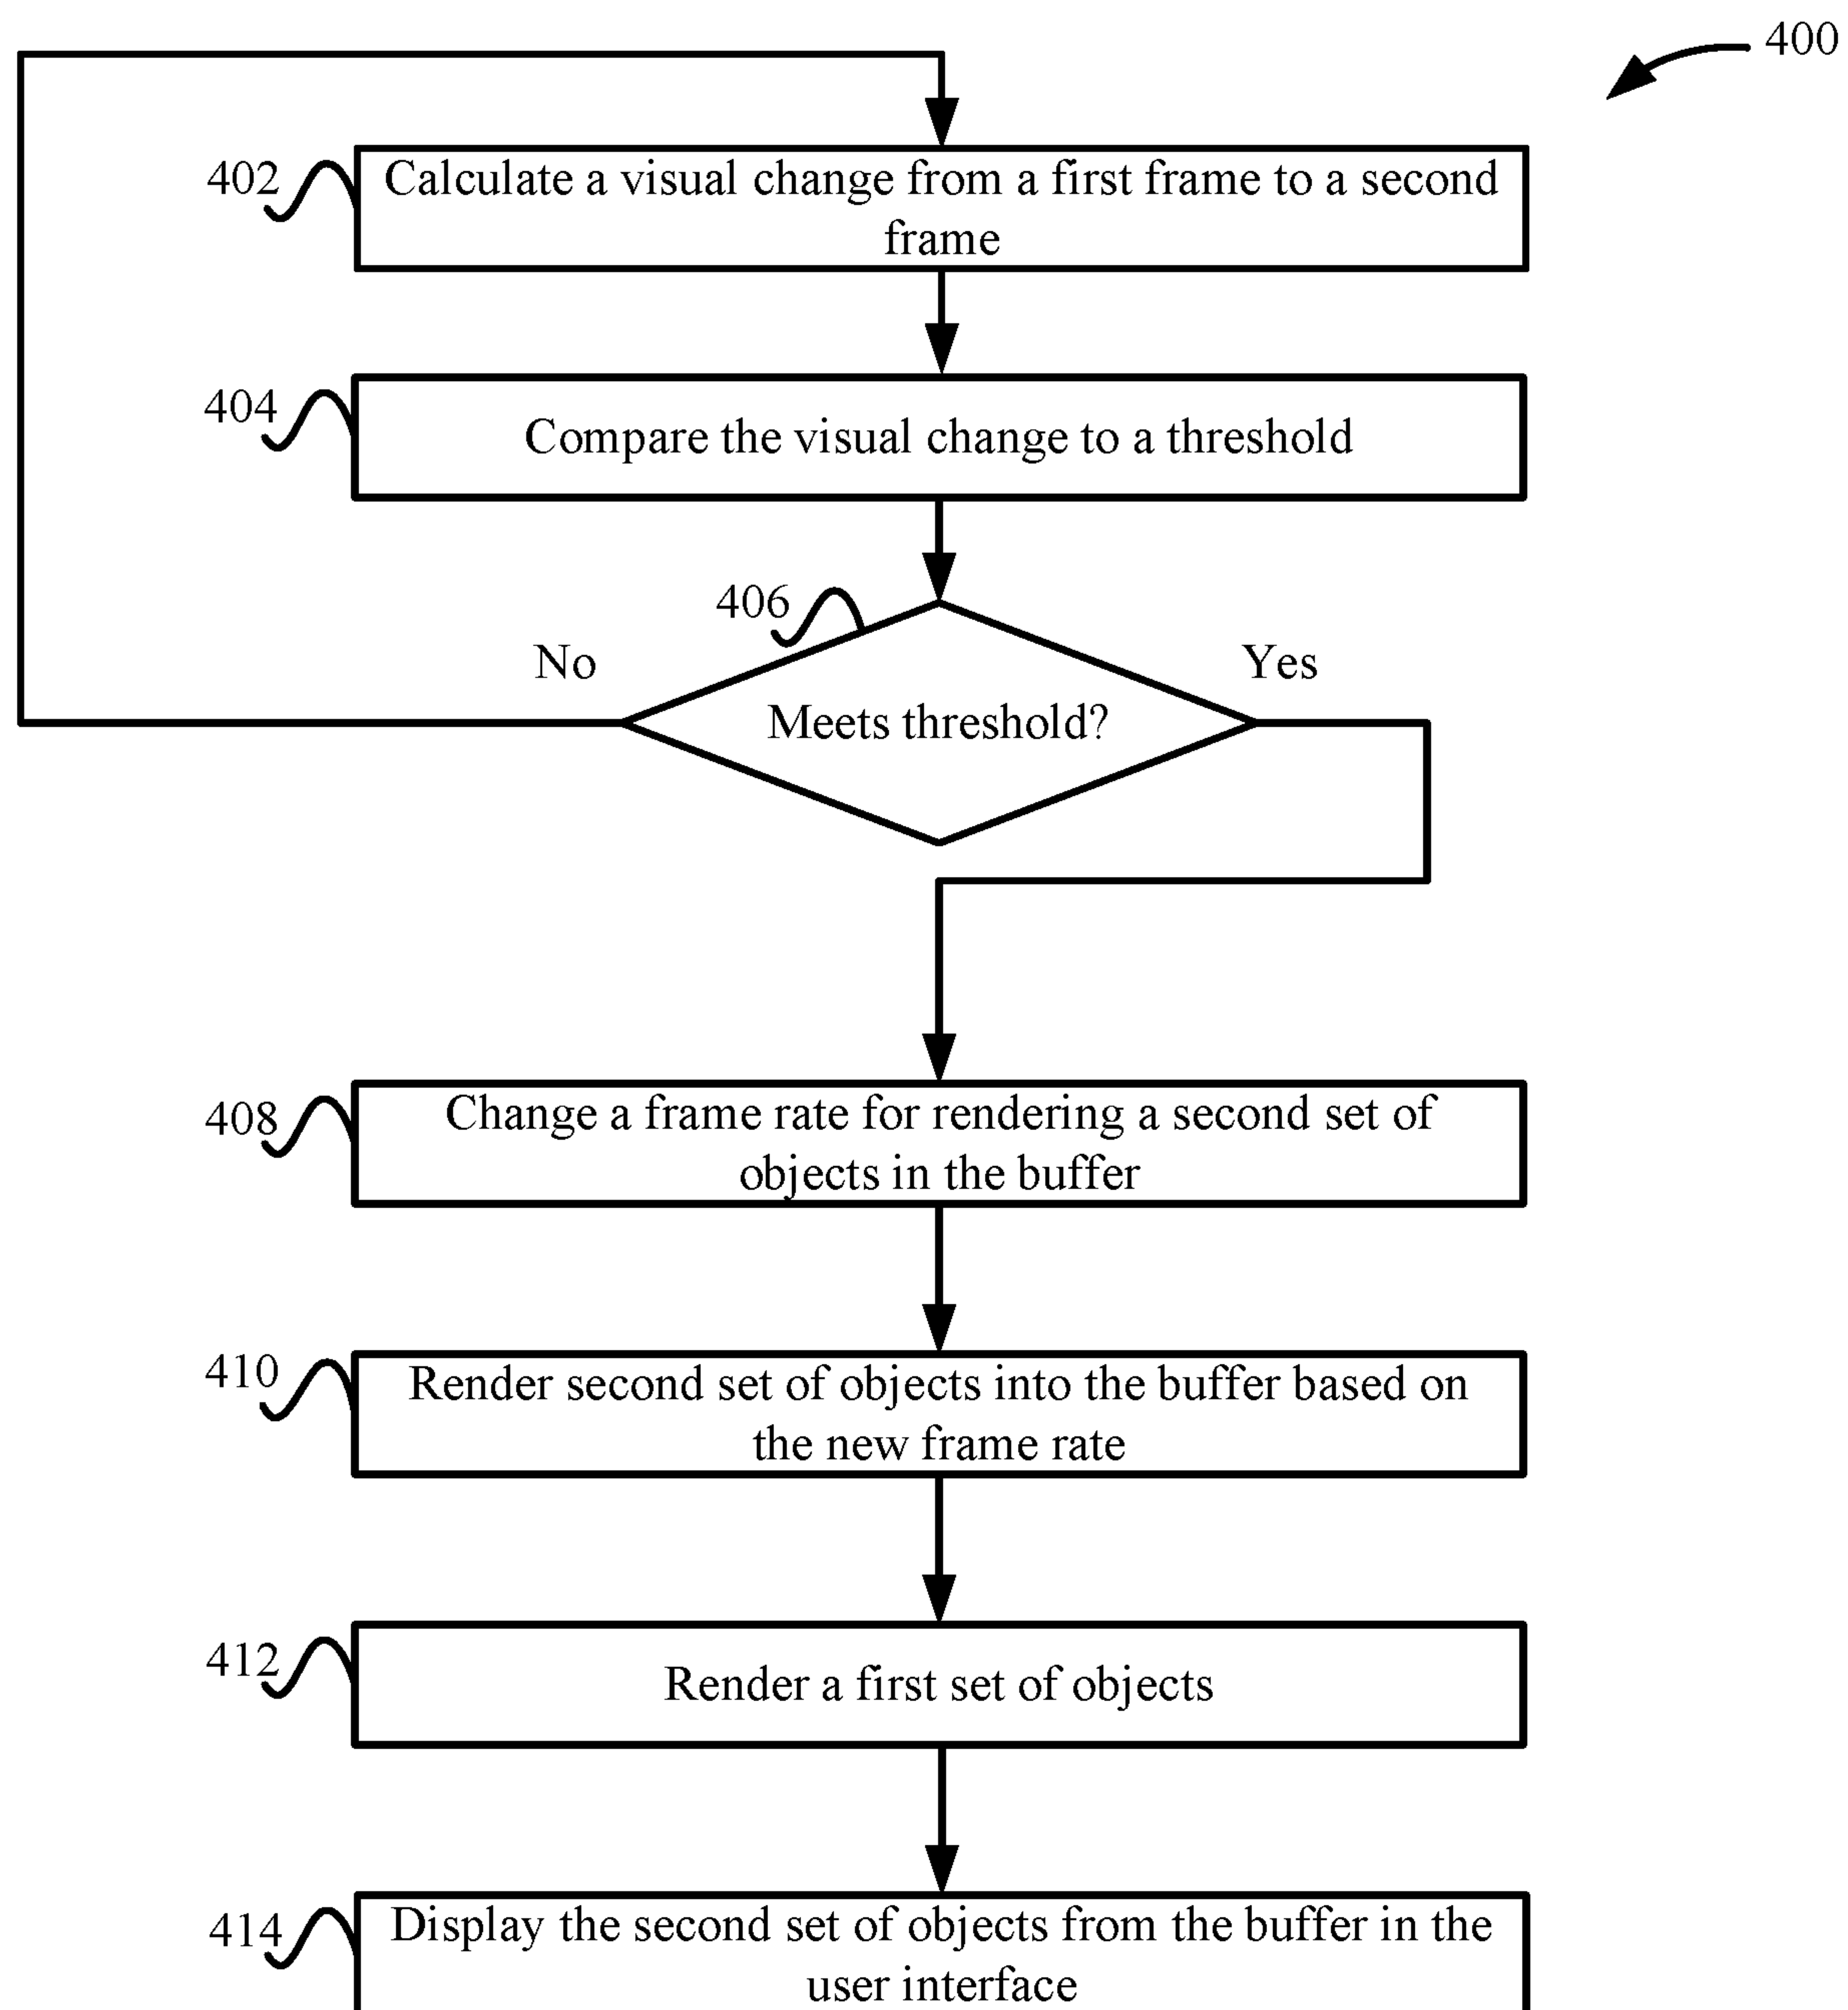 400
402
Calculate a visual change from a first frame to a second
frame
404
Compare the visual change to a threshold
406
No
Yes
Meets threshold?
408
Change a frame rate for rendering a second set of
objects in the buffer
410
Render second set of objects into the buffer based on
the new frame rate
412
Render a first set of objects
414
Display the second set of objects from the buffer in the
user interface